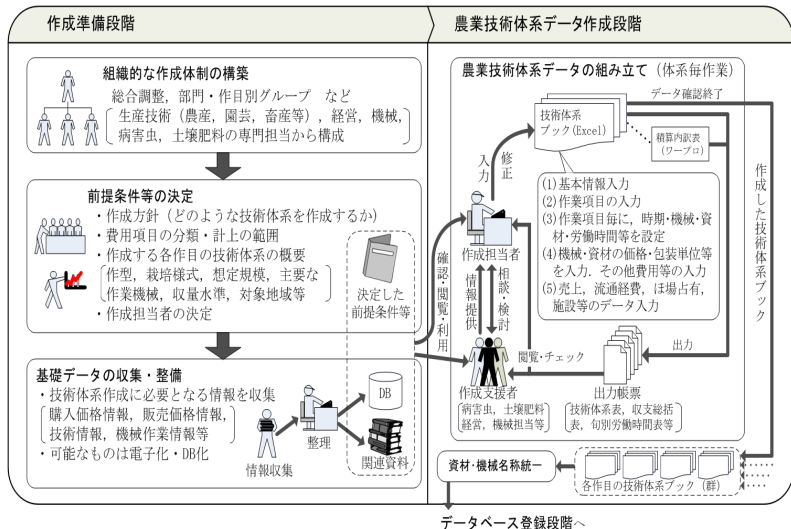 作成準備段階
組織的な作成体制の構築
総合調整,部門・作目別グループ など
生産技術(農産,園芸,畜産等),経営,機械,
病害虫,土壌肥料の専門担当から構成
前提条件等の決定
・作成方針(どのような技術体系を作成するか)
・費用項目の分類・計上の範囲
・作成する各作目の技術体系の概要
作型,栽培様式,想定規模,主要な
作業機械,収量水準,対象地域等
・作成担当者の決定
決定した
前提条件等
基礎データの収集・整備
・技術体系作成に必要となる情報を収集
購入価格情報,販売価格情報,
技術情報,機械作業情報等
・可能なものは電子化・DB化
情報収集
整理
DB
関連資料
確認・閲覧・利用
農業技術体系データ作成段階
農業技術体系データの組み立て(体系毎作業)
データ確認終了
技術体系
ブック(Excel)
積算内訳表
(ワープロ)
入力
修正
(1)基本情報入力
(2)作業項目の入力
(3)作業項目毎に,時期・機械・資
材・労働時間等を設定
(4)機械・資材の価格・包装単位等
を入力.その他費用等の入力
(5)売上,流通経費,ほ場占有,
施設等のデータ入力
作成担当者
情報提供
相談・検討
閲覧・チェック
出力
作成支援者
病害虫,土壌肥料
経営,機械担当等
出力帳票
技術体系表,収支総括
表,旬別労働時間表等
作成した技術体系ブック
資材・機械名称統一
各作目の技術体系ブック(群)
データベース登録段階へ